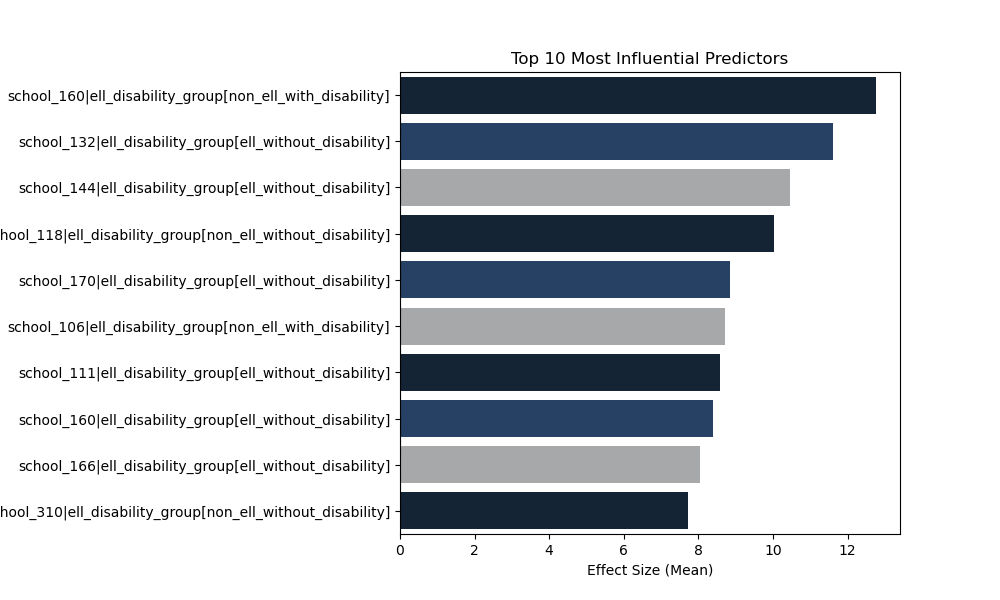 Top 10 Most Influential Predictors
school_160|ell_disability_group[non_ell_with_disability]
school_132|ell_disability_group[ell_without_disability]
school_144|ell_disability_group[ell_without_disability]
hool_118|ell_disability_group[non_ell_without_disability]
school_170|ell_disability_group[ell_without_disability]
school_106|ell_disability_group[non_ell_with_disability]
school_111|ell_disability_group[ell_without_disability]
school_160|ell_disability_group[ell_without_disability]
school_166|ell_disability_group[ell_without_disability]
hool_310|ell_disability_group[non_ell_without_disability]
0 2 4 6 8 10 12
Effect Size (Mean)